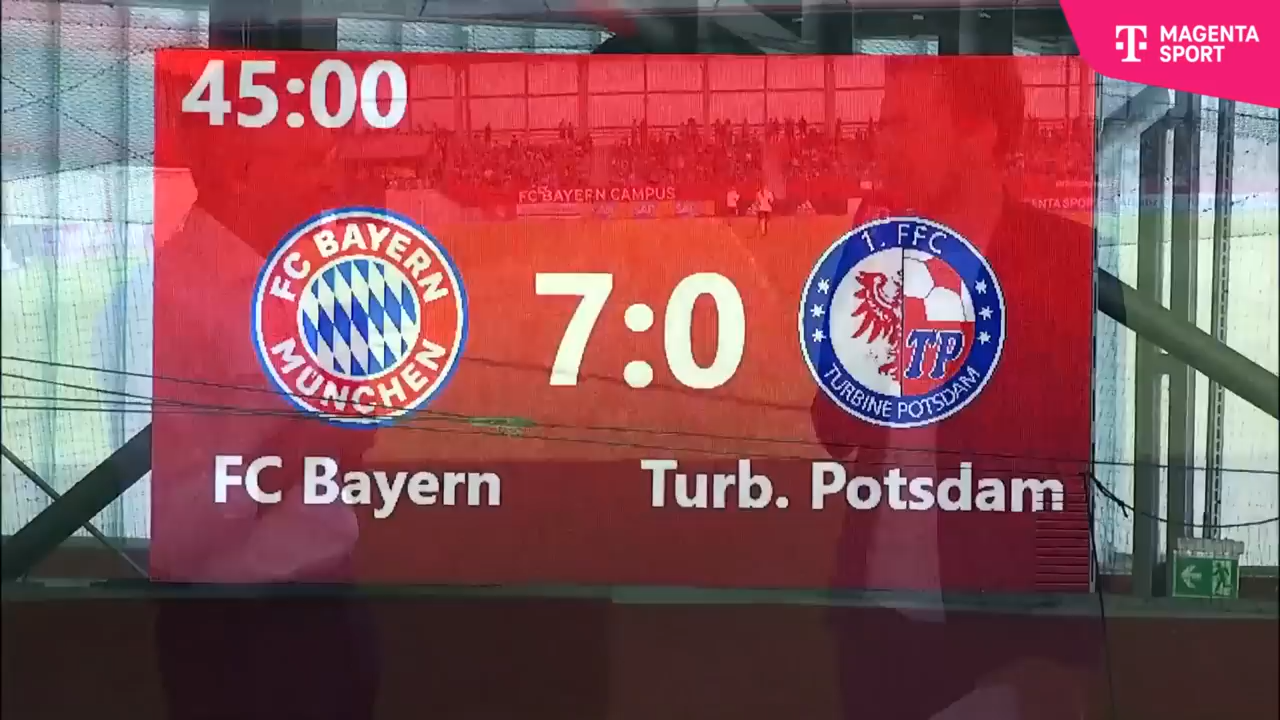 MAGENTA
SPORT
45:00
FC BAYERN CAMPUS
FC BAYERN
MÜNCHEN
7:0
1. FFC
TP
TURBINE POTSDAM
FC Bayern
Turb. Potsdam